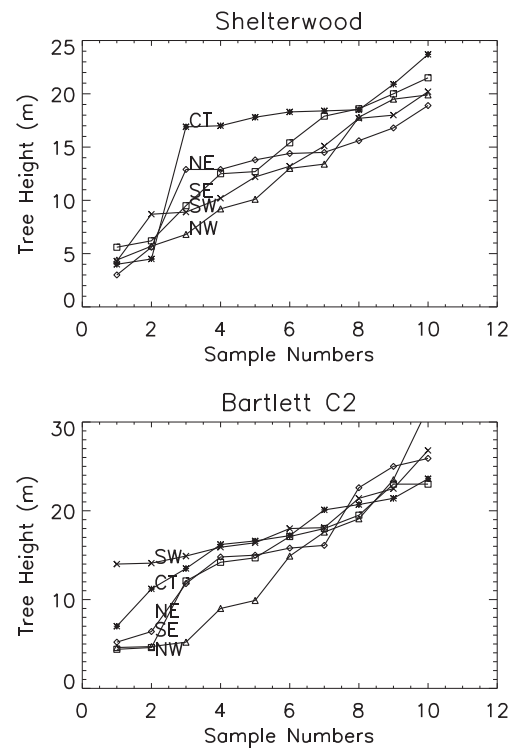 Shelterwood
25
20
15
10
5
0
Tree Height (m)
CT
NE
SE
SW
NW
0 2 4 6 8 10 12
Sample Numbers
Bartlett C2
30
20
10
0
Tree Height (m)
SW
CT
NE
SE
NW
0 2 4 6 8 10 12
Sample Numbers